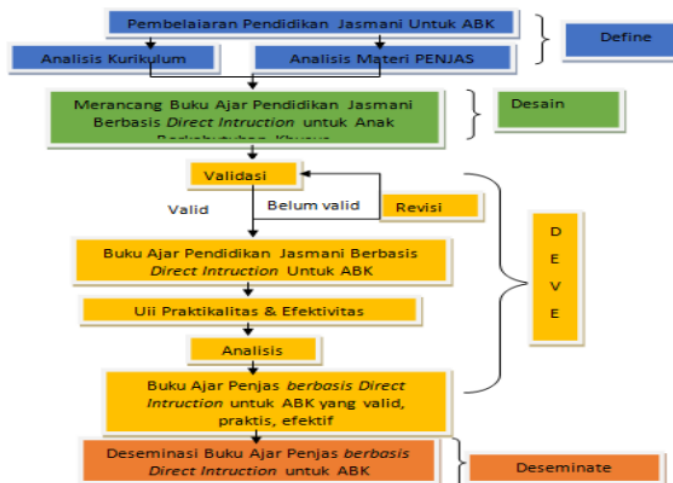 Pembelajaran Pendidikan Jasmani Untuk ABK
Define
Analisis Kurikulum
Analisis Materi PENJAS
Merancang Buku Ajar Pendidikan Jasmani
Berbasis Direct Intruction untuk Anak
Berkebutuhan Khusus
Desain
Validasi
Valid
Belum valid
Revisi
Buku Ajar Pendidikan Jasmani Berbasis
Direct Intruction Untuk ABK
Uji Praktikalitas & Efektivitas
Analisis
Buku Ajar Penjas berbasis Direct
Intruction untuk ABK yang valid,
praktis, efektif
D
E
V
E
Deseminasi Buku Ajar Penjas berbasis
Direct Intruction untuk ABK
Deseminate